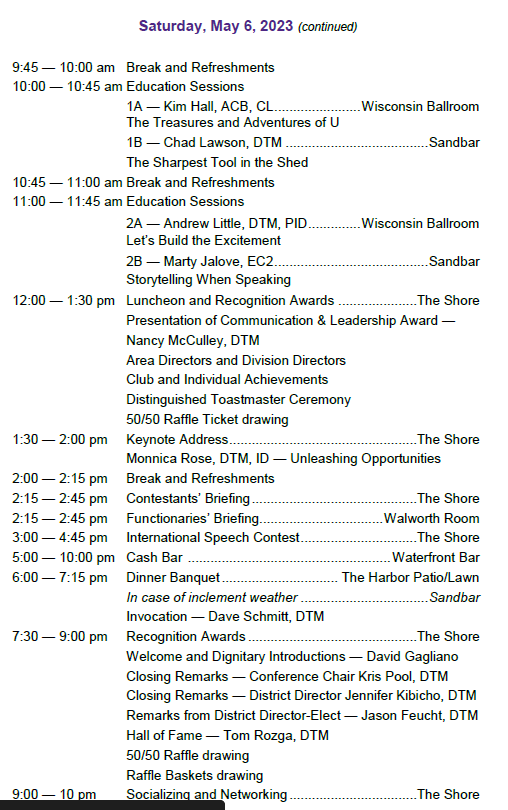 Saturday, May 6, 2023 (continued)
9:45 — 10:00 am Break and Refreshments
10:00 — 10:45 am Education Sessions
1A — Kim Hall, ACB, CL........................Wisconsin Ballroom
The Treasures and Adventures of U
1B — Chad Lawson, DTM ........................................Sandbar
The Sharpest Tool in the Shed
10:45 — 11:00 am Break and Refreshments
11:00 — 11:45 am Education Sessions
2A — Andrew Little, DTM, PID...............Wisconsin Ballroom
Let's Build the Excitement
2B — Marty Jalove, EC2............................................Sandbar
Storytelling When Speaking
12:00 — 1:30 pm Luncheon and Recognition Awards ......................The Shore
Presentation of Communication & Leadership Award —
Nancy McCulley, DTM
Area Directors and Division Directors
Club and Individual Achievements
Distinguished Toastmaster Ceremony
50/50 Raffle Ticket drawing
1:30 — 2:00 pm Keynote Address.....................................................The Shore
Monnica Rose, DTM, ID — Unleashing Opportunities
2:00 — 2:15 pm Break and Refreshments
2:15 — 2:45 pm Contestants' Briefing...............................................The Shore
2:15 — 2:45 pm Functionaries' Briefing...................................Walworth Room
3:00 — 4:45 pm International Speech Contest.................................The Shore
5:00 — 10:00 pm Cash Bar .........................................................Waterfront Bar
6:00 — 7:15 pm Dinner Banquet................................. The Harbor Patio/Lawn
In case of inclement weather .....................................Sandbar
Invocation — Dave Schmitt, DTM
7:30 — 9:00 pm Recognition Awards ................................................The Shore
Welcome and Dignitary Introductions — David Gagliano
Closing Remarks — Conference Chair Kris Pool, DTM
Closing Remarks — District Director Jennifer Kibicho, DTM
Remarks from District Director-Elect — Jason Feucht, DTM
Hall of Fame — Tom Rozga, DTM
50/50 Raffle drawing
Raffle Baskets drawing
9:00 — 10 pm Socializing and Networking....................................The Shore